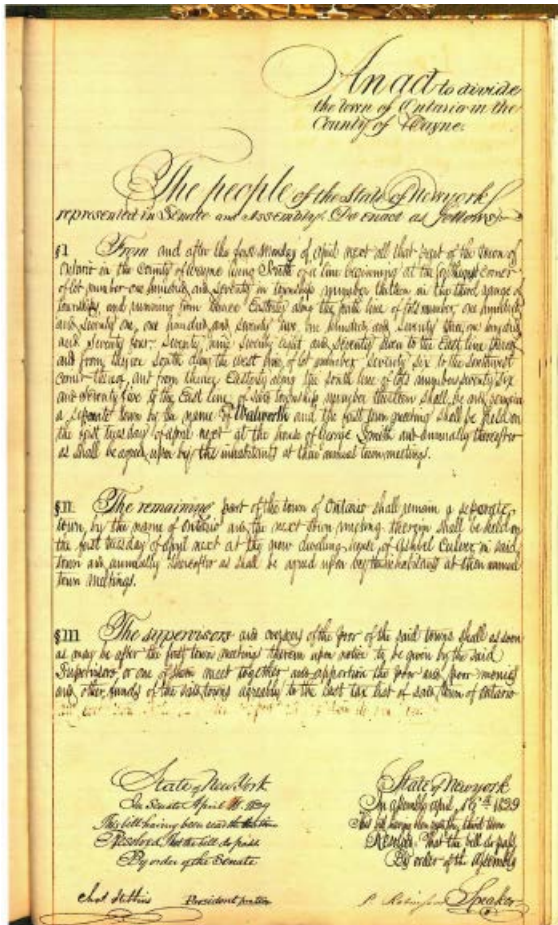 An act to divide
the town of Ontario in the
County of Wayne.
The people of the State of Newyork
represented in Senate and Assembly, Do enact as follows,
§I From and after the first Monday of April next all that part of the town of
Ontario in the County of Wayne lying South of a line beginning at the corner
of lot number one hundred and seventy in township number thirteen in the third range of
townships, and running from thence Easterly along the south line of lots number, one hundred
and seventy one, one hundred and seventy two, one hundred and seventy three, one hundred
and seventy four, seventy nine seventy eight, and seventy seven to the East line thereof
and from thence south along the west line of lot number seventy six to the southwest
corner thereof, and from thence Easterly along the south line of lots number seventy six
and seventy five to the East line of said township number thirteen shall be and remain
a separate town by the name of Walworth and the first town meeting shall be held on
the first tuesday of april next at the house of George Smith and annually thereafter
as shall be agreed upon by the inhabitants at their annual town meetings.
§II. The remaining part of the town of Ontario shall remain a seperate
town, by the name of Ontario and the next town meeting therein shall be held on
the first tuesday of april next at the now dwelling house of Ashbel Culver in said
town and annually thereafter as shall be agreed upon by the inhabitants at their annual
town meetings.
§III The supervisors and overseers of the poor of the said towns shall as soon
as may be after the first town meetings therein upon notice to be given by the said
Supervisors or one of them meet together and apportion the poor and poor monies
and other funds of the said towns agreably to the last tax list of said town of Ontario
State of New York
In Senate April 1829
This bill having been read the third time
Resolved, That the bill do pass
By order of the Senate
President protem
State of Newyork
In assembly april 1829
This bill having been read the third time
Resolved, That the bill do pass
By order of the Assembly
Speaker